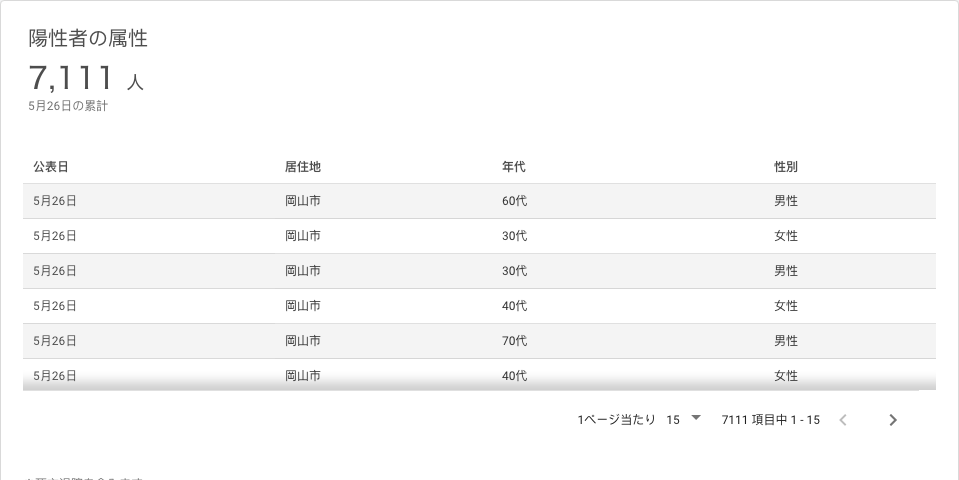 陽性者の属性
7,111 人
5月26日の累計
公表日 居住地 年代 性別
5月26日 岡山市 60代 男性
5月26日 岡山市 30代 女性
5月26日 岡山市 30代 男性
5月26日 岡山市 40代 女性
5月26日 岡山市 70代 男性
5月26日 岡山市 40代 女性
1ページ当たり 15 7111 項目中 1 - 15